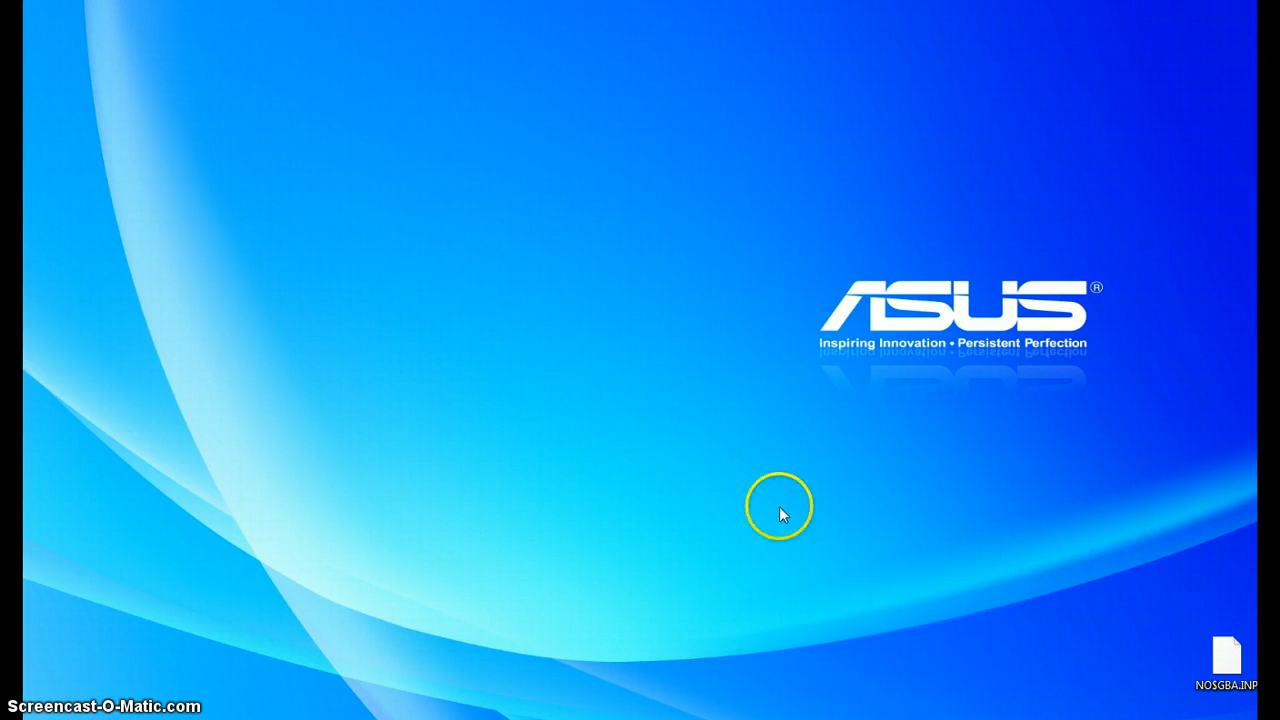 ASUS®
Inspiring Innovation • Persistent Perfection
NO$GBA.INP
Screencast-O-Matic.com